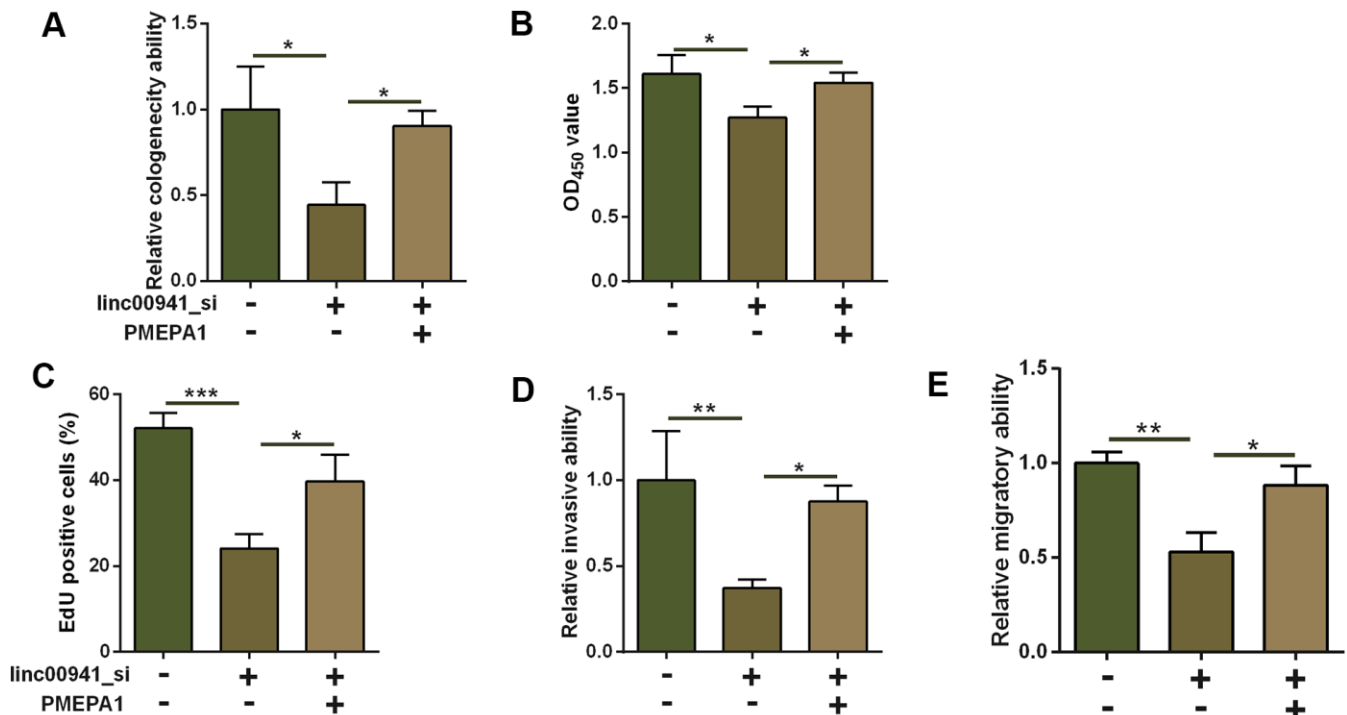 A
Relative cologenecity ability
1.5
1.0
0.5
0.0
*
*
linc00941_si - + +
PMEPA1 - - +
B
OD450 value
2.0
1.5
1.0
0.5
0.0
*
*
- + +
- - +
C
EdU positive cells (%)
60
40
20
0
***
*
linc00941_si - + +
PMEPA1 - - +
D
Relative invasive ability
1.5
1.0
0.5
0.0
**
*
- + +
- - +
E
Relative migratory ability
1.5
1.0
0.5
0.0
**
*
- + +
- - +